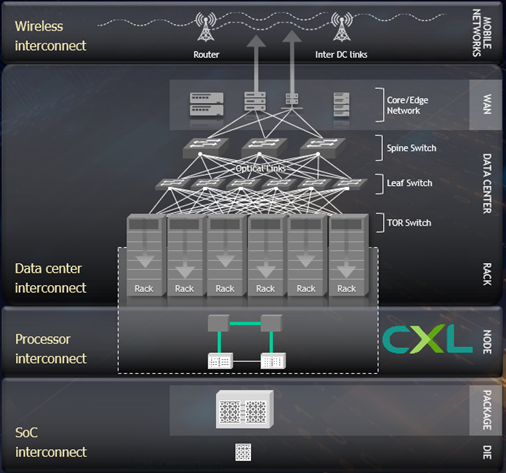 Wireless
interconnect
Router
Inter DC links
MOBILE
NETWORKS
Core/Edge
Network
WAN
Spine Switch
Optical Links
Leaf Switch
DATA CENTER
TOR Switch
Rack
Rack
Rack
Rack
Rack
Rack
RACK
Data center
interconnect
Processor
interconnect
CXL
NODE
SoC
interconnect
PACKAGE
DIE